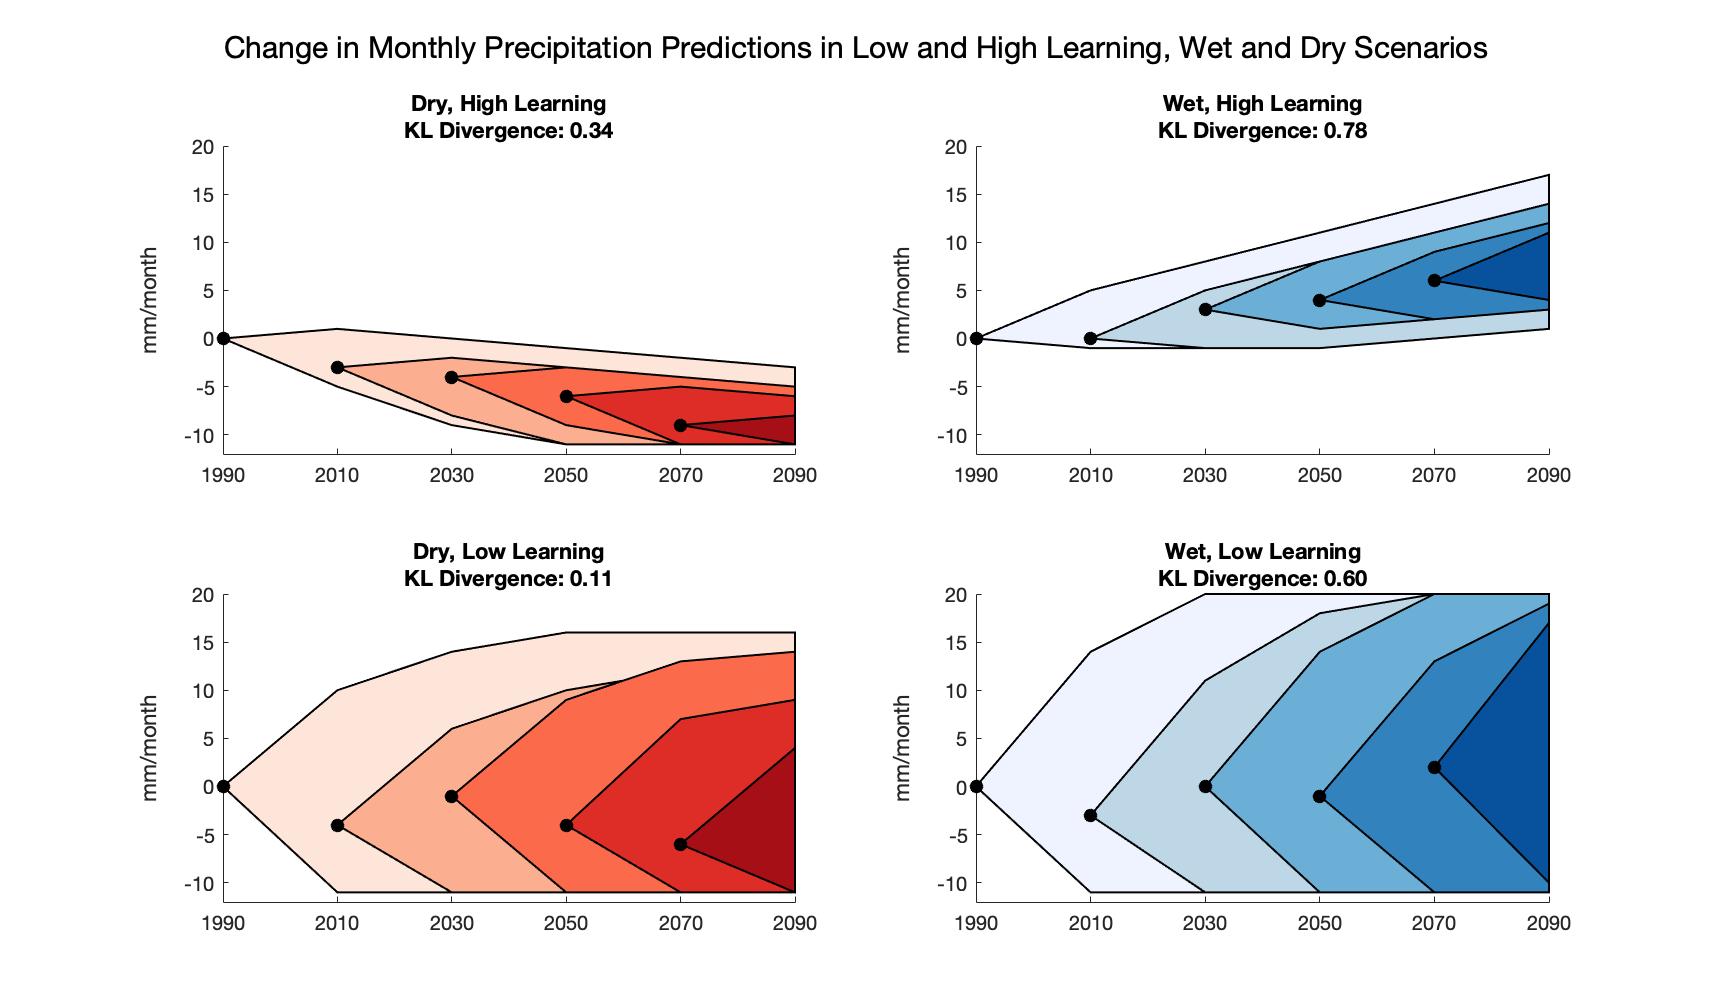 Change in Monthly Precipitation Predictions in Low and High Learning, Wet and Dry Scenarios
Dry, High Learning
KL Divergence: 0.34
20
15
10
5
0
-5
-10
mm/month
1990 2010 2030 2050 2070 2090
Wet, High Learning
KL Divergence: 0.78
20
15
10
5
0
-5
-10
mm/month
1990 2010 2030 2050 2070 2090
Dry, Low Learning
KL Divergence: 0.11
20
15
10
5
0
-5
-10
mm/month
1990 2010 2030 2050 2070 2090
Wet, Low Learning
KL Divergence: 0.60
20
15
10
5
0
-5
-10
mm/month
1990 2010 2030 2050 2070 2090